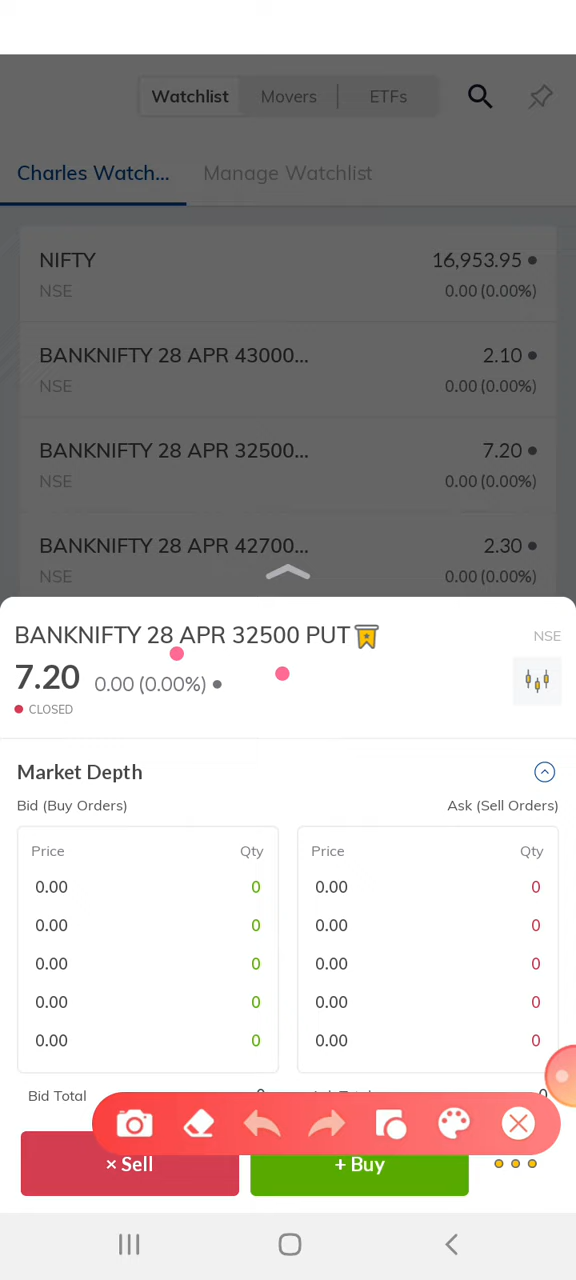 Watchlist Movers ETFs
Charles Watch... Manage Watchlist
NIFTY 16,953.95
NSE 0.00 (0.00%)
BANKNIFTY 28 APR 43000... 2.10
NSE 0.00 (0.00%)
BANKNIFTY 28 APR 32500... 7.20
NSE 0.00 (0.00%)
BANKNIFTY 28 APR 42700... 2.30
NSE 0.00 (0.00%)
BANKNIFTY 28 APR 32500 PUT NSE
7.20 0.00 (0.00%)
CLOSED
Market Depth
Bid (Buy Orders) Ask (Sell Orders)
Price Qty Price Qty
0.00 0 0.00 0
0.00 0 0.00 0
0.00 0 0.00 0
0.00 0 0.00 0
0.00 0 0.00 0
Bid Total
× Sell + Buy